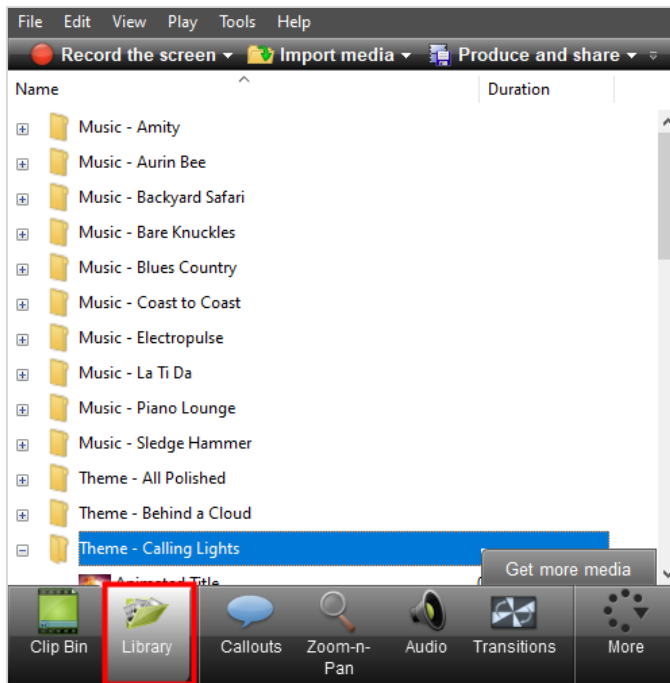 File Edit View Play Tools Help
Record the screen Import media Produce and share
Name Duration
Music - Amity
Music - Aurin Bee
Music - Backyard Safari
Music - Bare Knuckles
Music - Blues Country
Music - Coast to Coast
Music - Electropulse
Music - La Ti Da
Music - Piano Lounge
Music - Sledge Hammer
Theme - All Polished
Theme - Behind a Cloud
Theme - Calling Lights
Get more media
Animated Title
Clip Bin Library Callouts Zoom-n-Pan Audio Transitions More